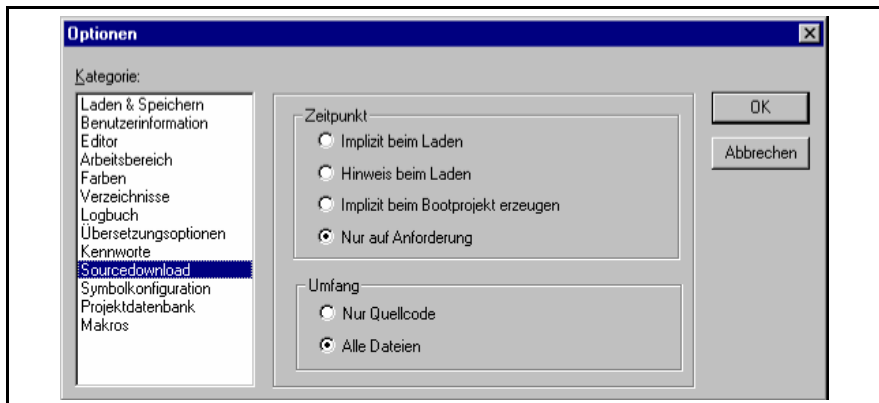 Optionen
Kategorie:
Laden & Speichern
Benutzerinformation
Editor
Arbeitsbereich
Farben
Verzeichnisse
Logbuch
Übersetzungsoptionen
Kennworte
Sourcedownload
Symbolkonfiguration
Projektdatenbank
Makros
Zeitpunkt
Implizit beim Laden
Hinweis beim Laden
Implizit beim Bootprojekt erzeugen
Nur auf Anforderung
Umfang
Nur Quellcode
Alle Dateien
OK
Abbrechen